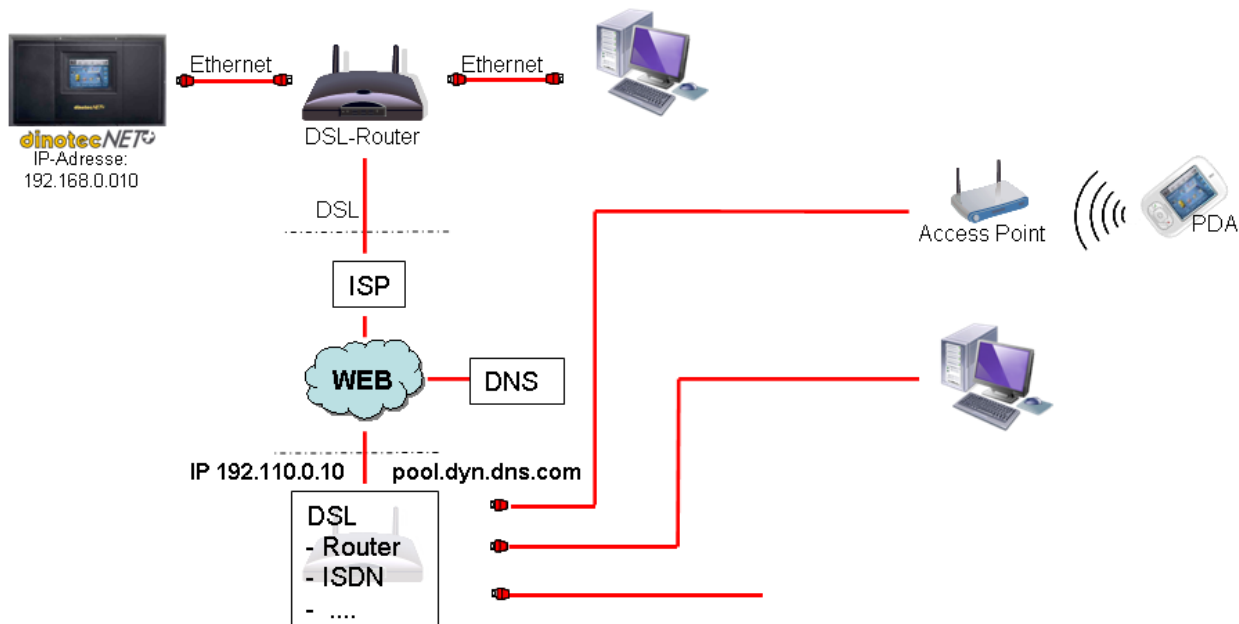 Ethernet
Ethernet
dinotecNET+
IP-Adresse:
192.168.0.010
DSL-Router
DSL
Access Point
PDA
ISP
WEB
DNS
IP 192.110.0.10
pool.dyn.dns.com
DSL
- Router
- ISDN
- ....